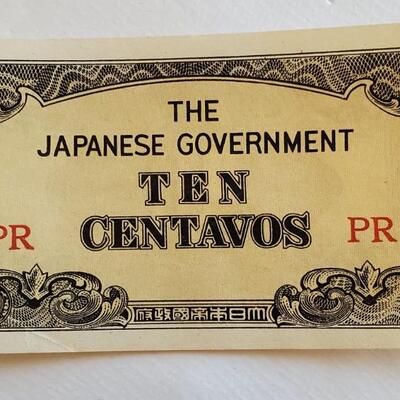 THE
JAPANESE GOVERNMENT
TEN
PR CENTAVOS PR
大日本帝國政府